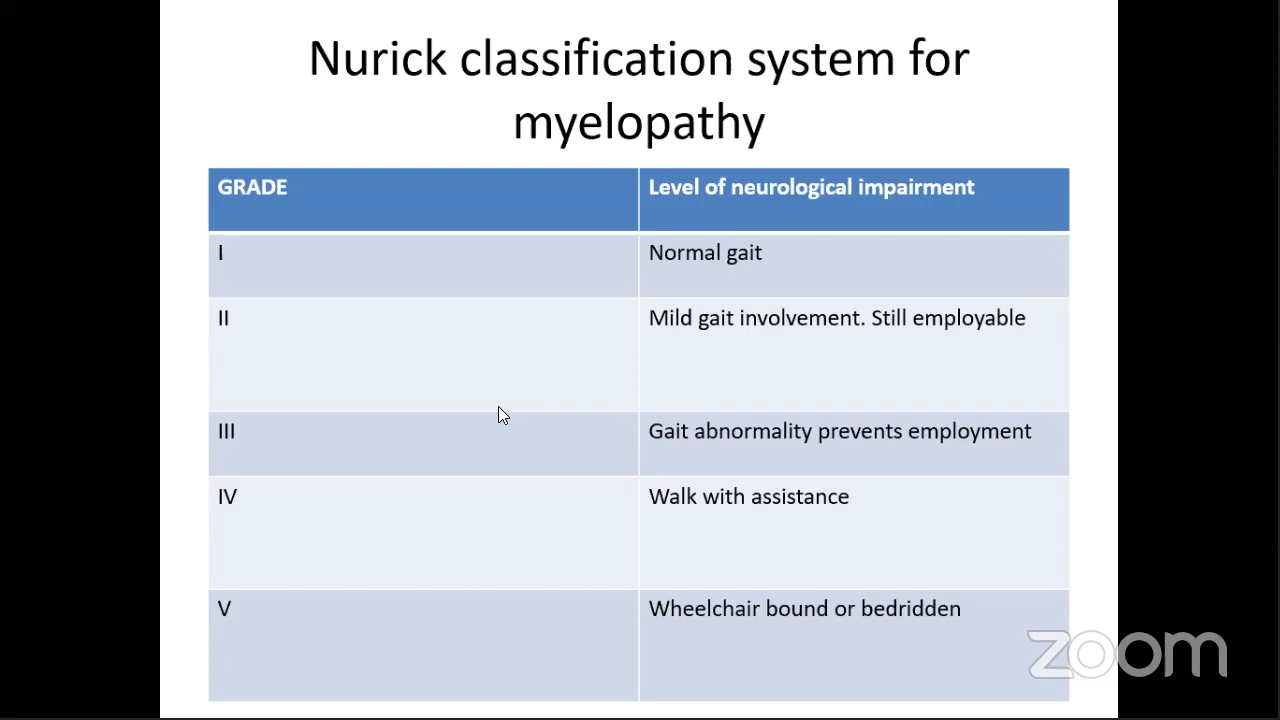 Nurick classification system for
myelopathy
GRADE Level of neurological impairment
I Normal gait
II Mild gait involvement. Still employable
III Gait abnormality prevents employment
IV Walk with assistance
V Wheelchair bound or bedridden
zoom